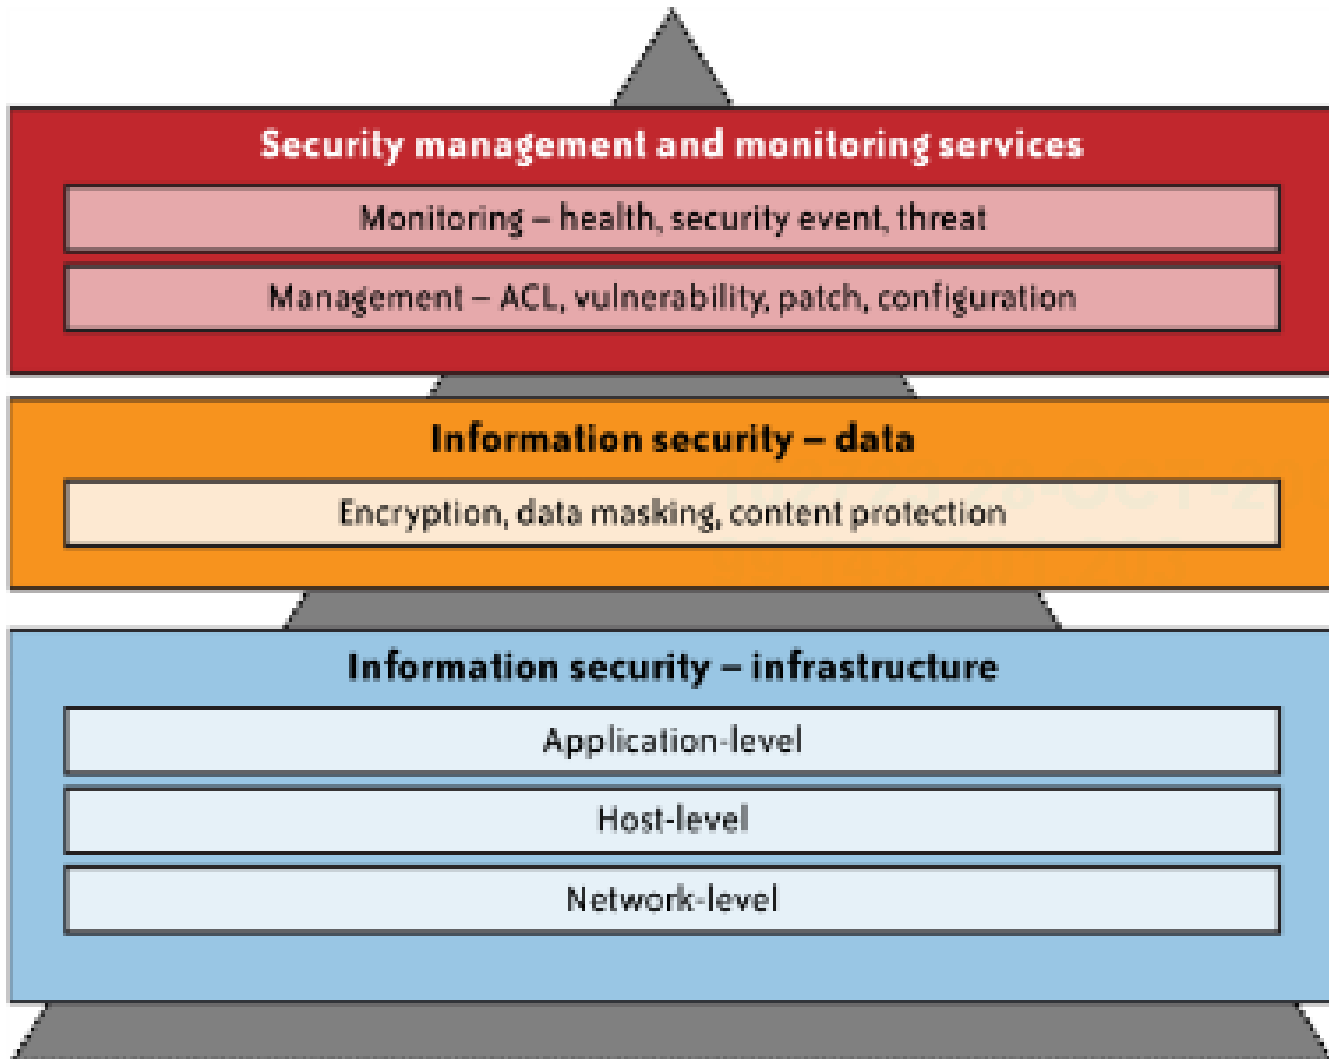 Security management and monitoring services
Monitoring – health, security event, threat
Management – ACL, vulnerability, patch, configuration
Information security – data
Encryption, data masking, content protection
Information security – infrastructure
Application-level
Host-level
Network-level